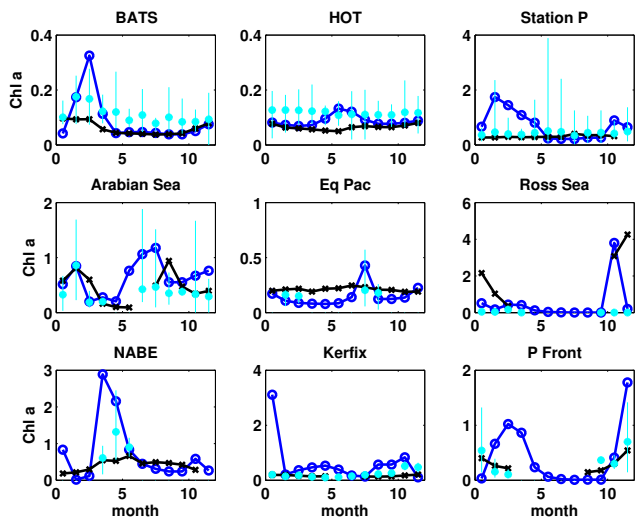 BATS HOT Station P
0.4 0.4 4
Chl a 0.2 0.2 2
0 0 0
0 5 10 0 5 10 0 5 10
Arabian Sea Eq Pac Ross Sea
2 1 6
Chl a 1 0.5 4
2
0 0 0
0 5 10 0 5 10 0 5 10
NABE Kerfix P Front
3 4 2
Chl a 2 2 1
1
0 0 0
0 5 10 0 5 10 0 5 10
month month month